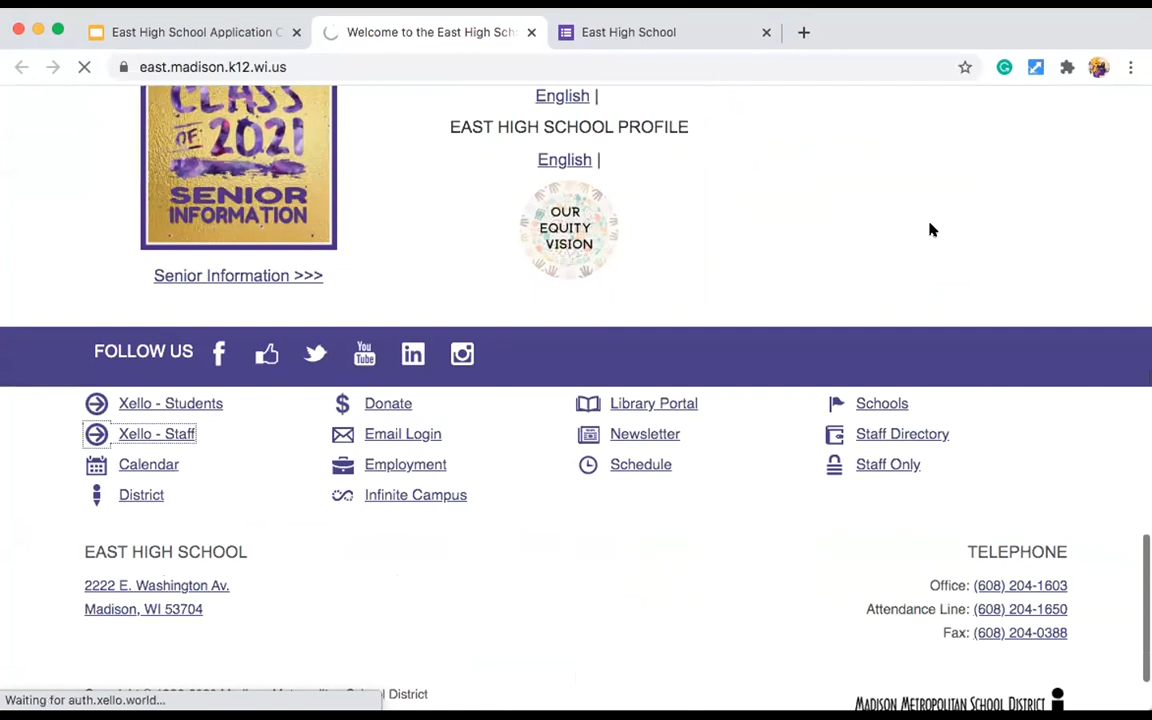 East High School Application C
Welcome to the East High Sch
East High School
east.madison.k12.wi.us
CLASS
OF 2021
SENIOR
INFORMATION
Senior Information >>>
English |
EAST HIGH SCHOOL PROFILE
English |
OUR
EQUITY
VISION
FOLLOW US
You
Tube
in
Xello - Students
Donate
Library Portal
Schools
Xello - Staff
Email Login
Newsletter
Staff Directory
Calendar
Employment
Schedule
Staff Only
District
Infinite Campus
EAST HIGH SCHOOL
2222 E. Washington Av.
Madison, WI 53704
TELEPHONE
Office: (608) 204-1603
Attendance Line: (608) 204-1650
Fax: (608) 204-0388
Waiting for auth.xello.world...
District
MADISON METROPOLITAN SCHOOL DISTRICT